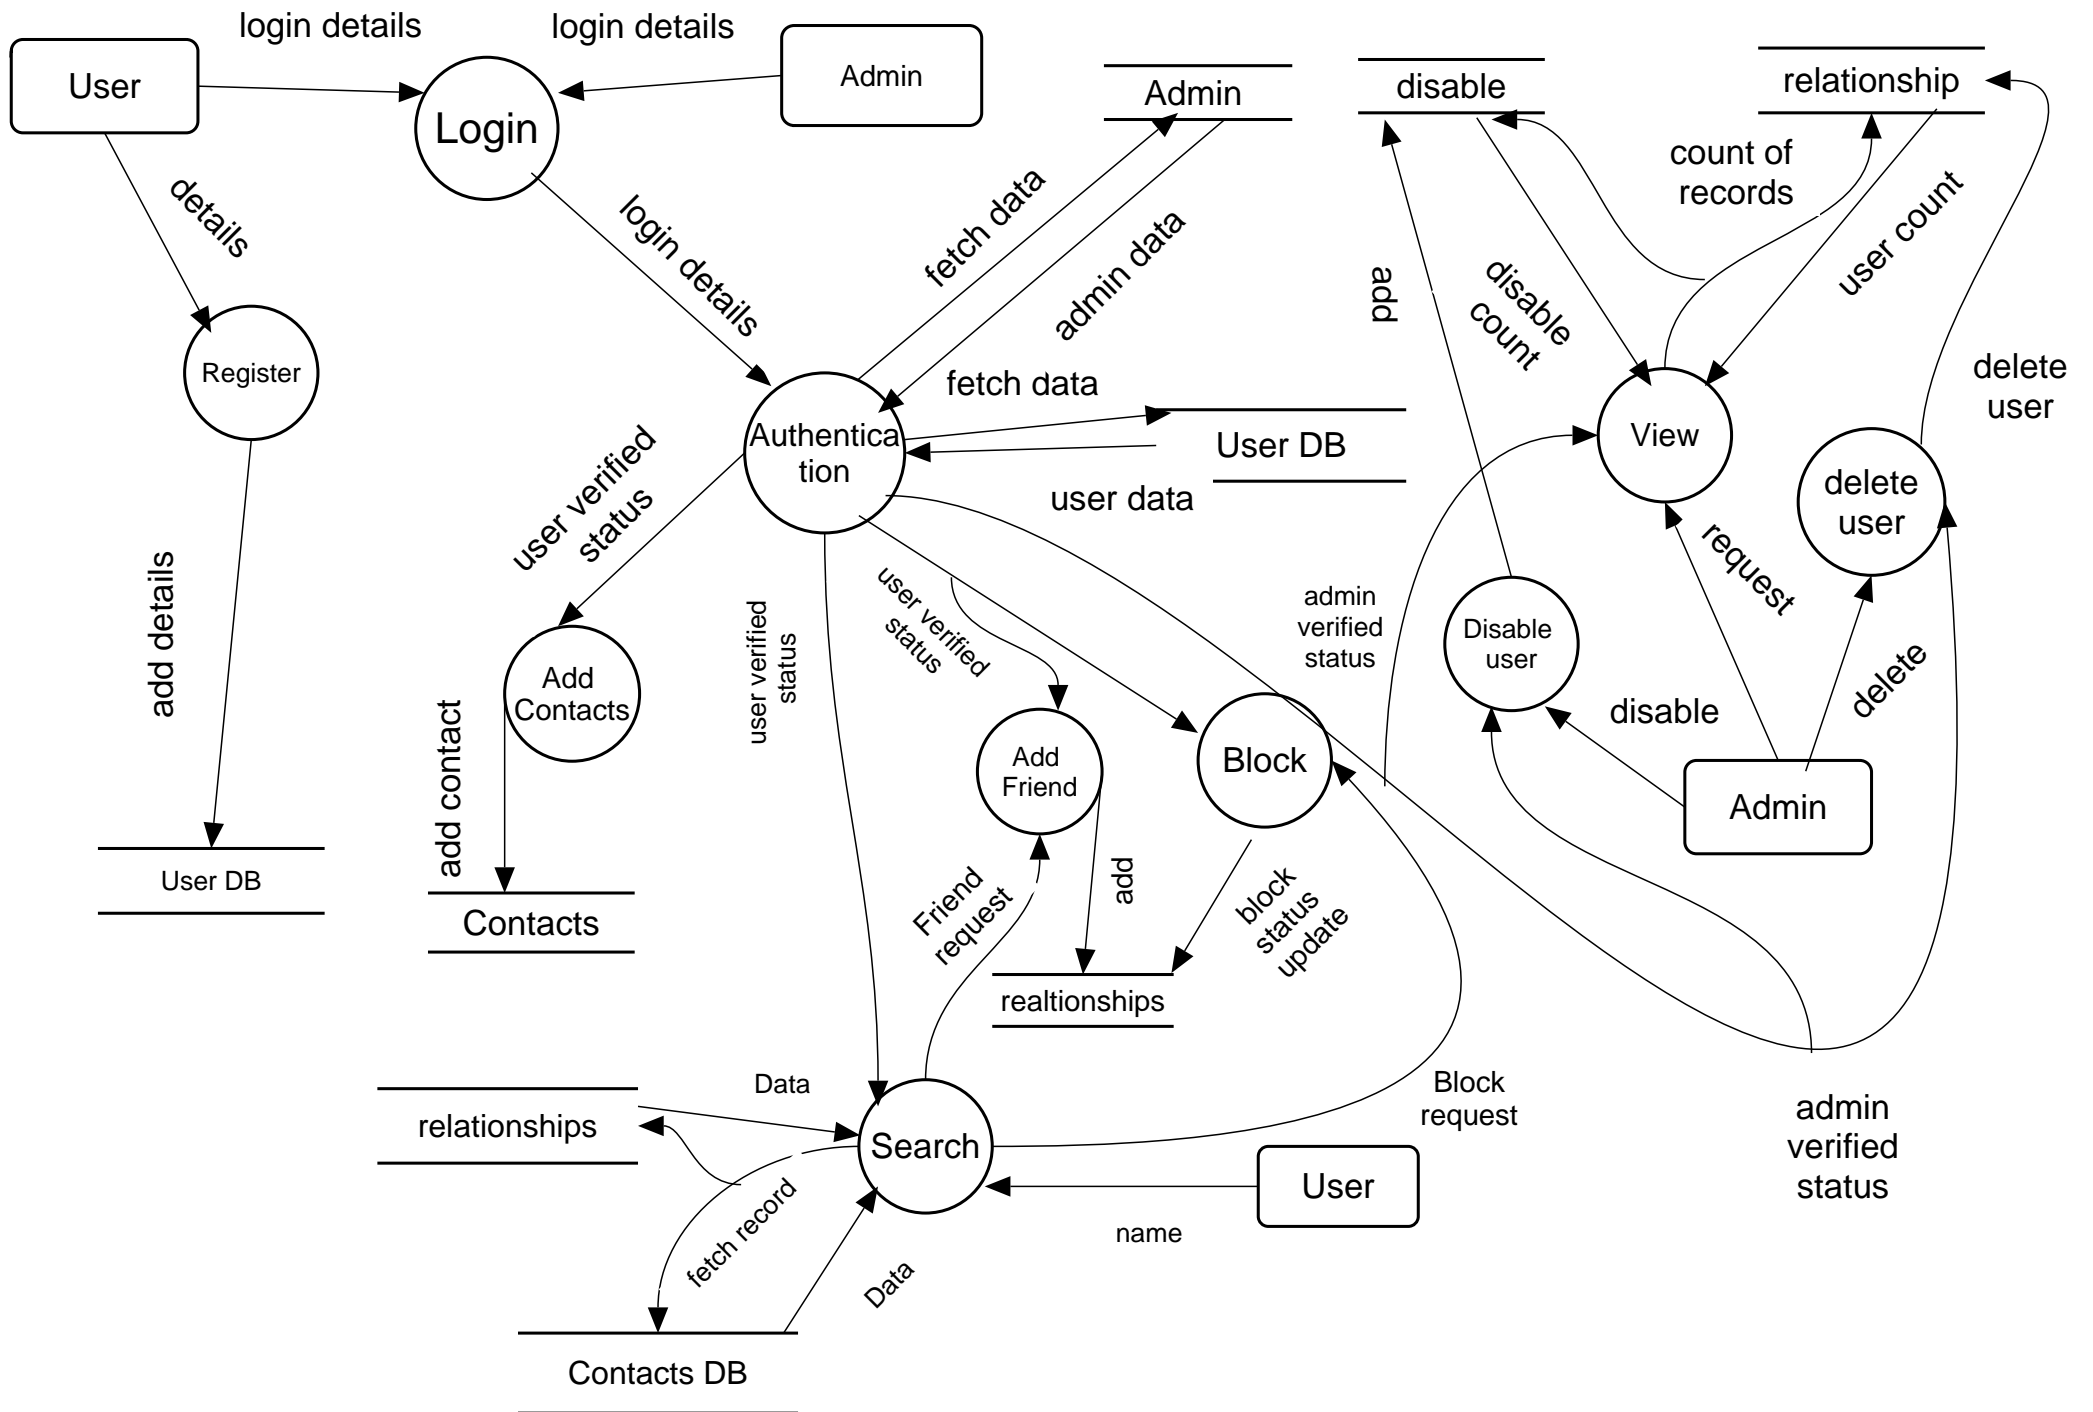 login details
login details
User
Admin
Login
Admin
disable
relationship
details
login details
fetch data
admin data
add
disable
count
count of
records
user count
delete
user
Register
Authentica
tion
fetch data
User DB
user data
View
delete
user
user verified
status
add details
user verified
status
user verified
status
admin
verified
status
Disable
user
request
delete
disable
Add
Contacts
add contact
Add
Friend
Block
Admin
User DB
Contacts
Friend
request
add
block
status
update
realtionships
Data
relationships
Search
Block
request
admin
verified
status
User
name
fetch record
Data
Contacts DB